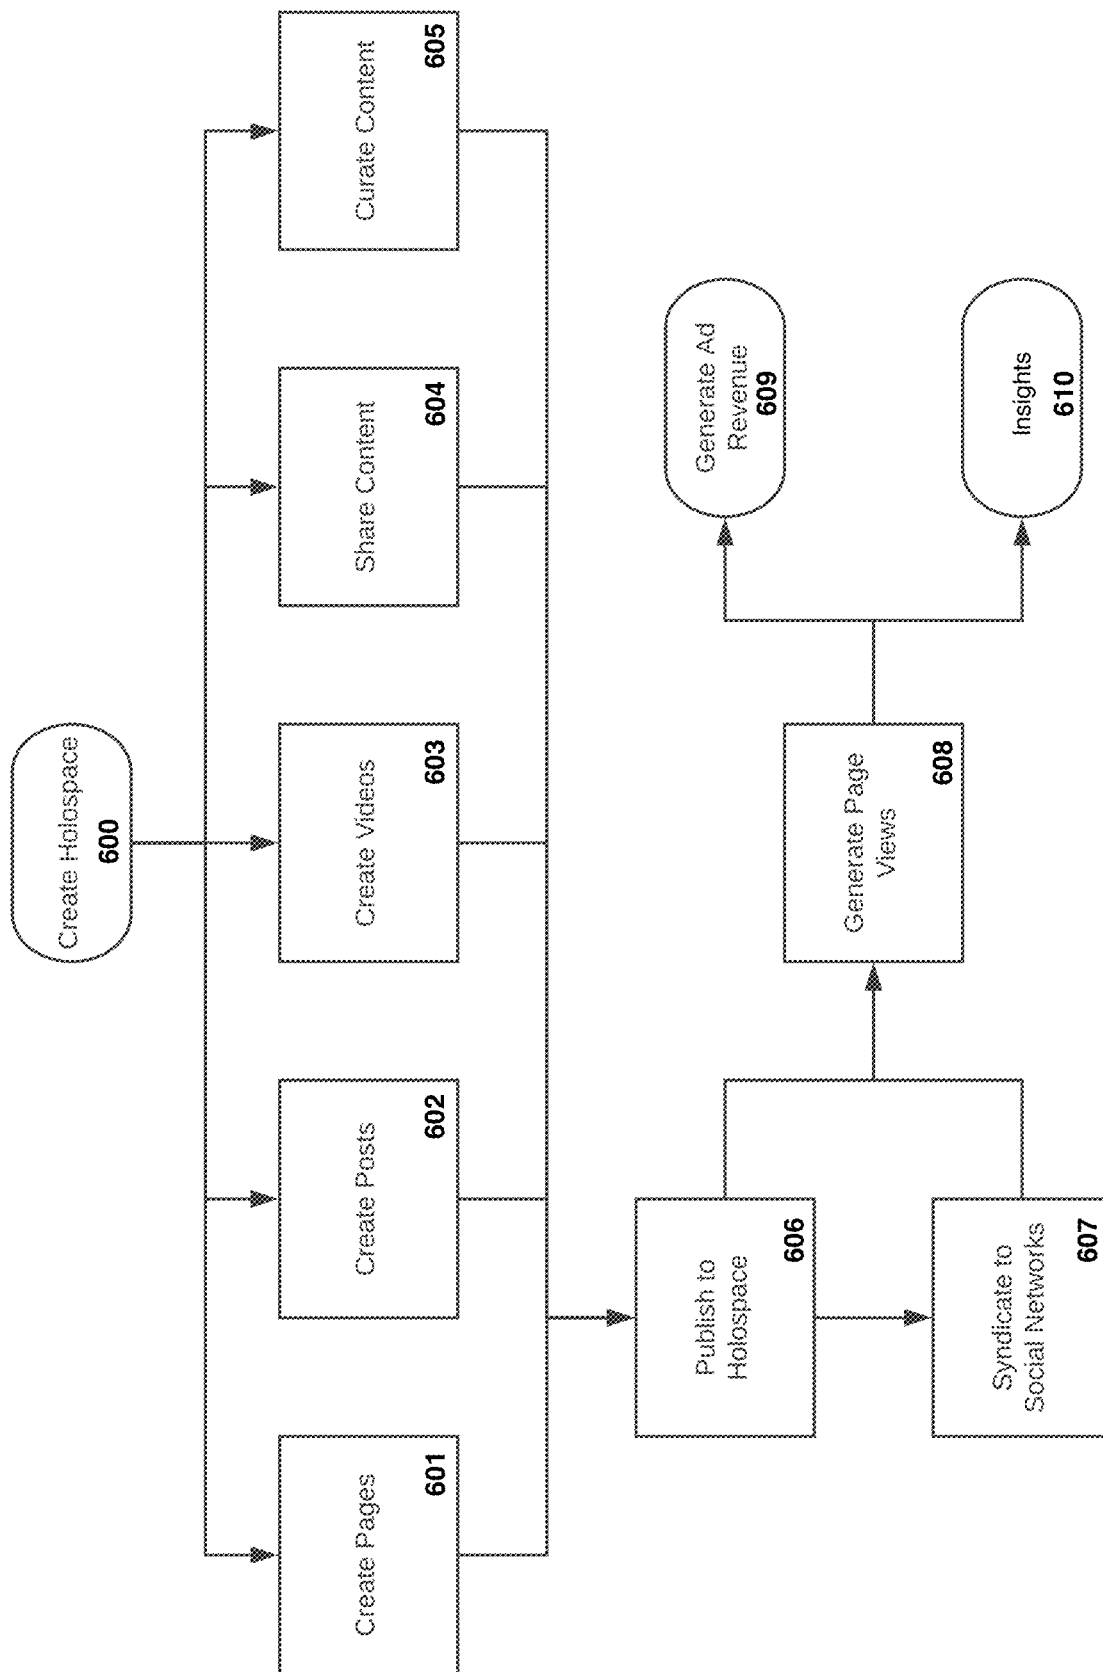 Create Holospace
600
Create Pages
601
Create Posts
602
Create Videos
603
Share Content
604
Curate Content
605
Publish to
Holospace
606
Syndicate to
Social Networks
607
Generate Page
Views
608
Generate Ad
Revenue
609
Insights
610